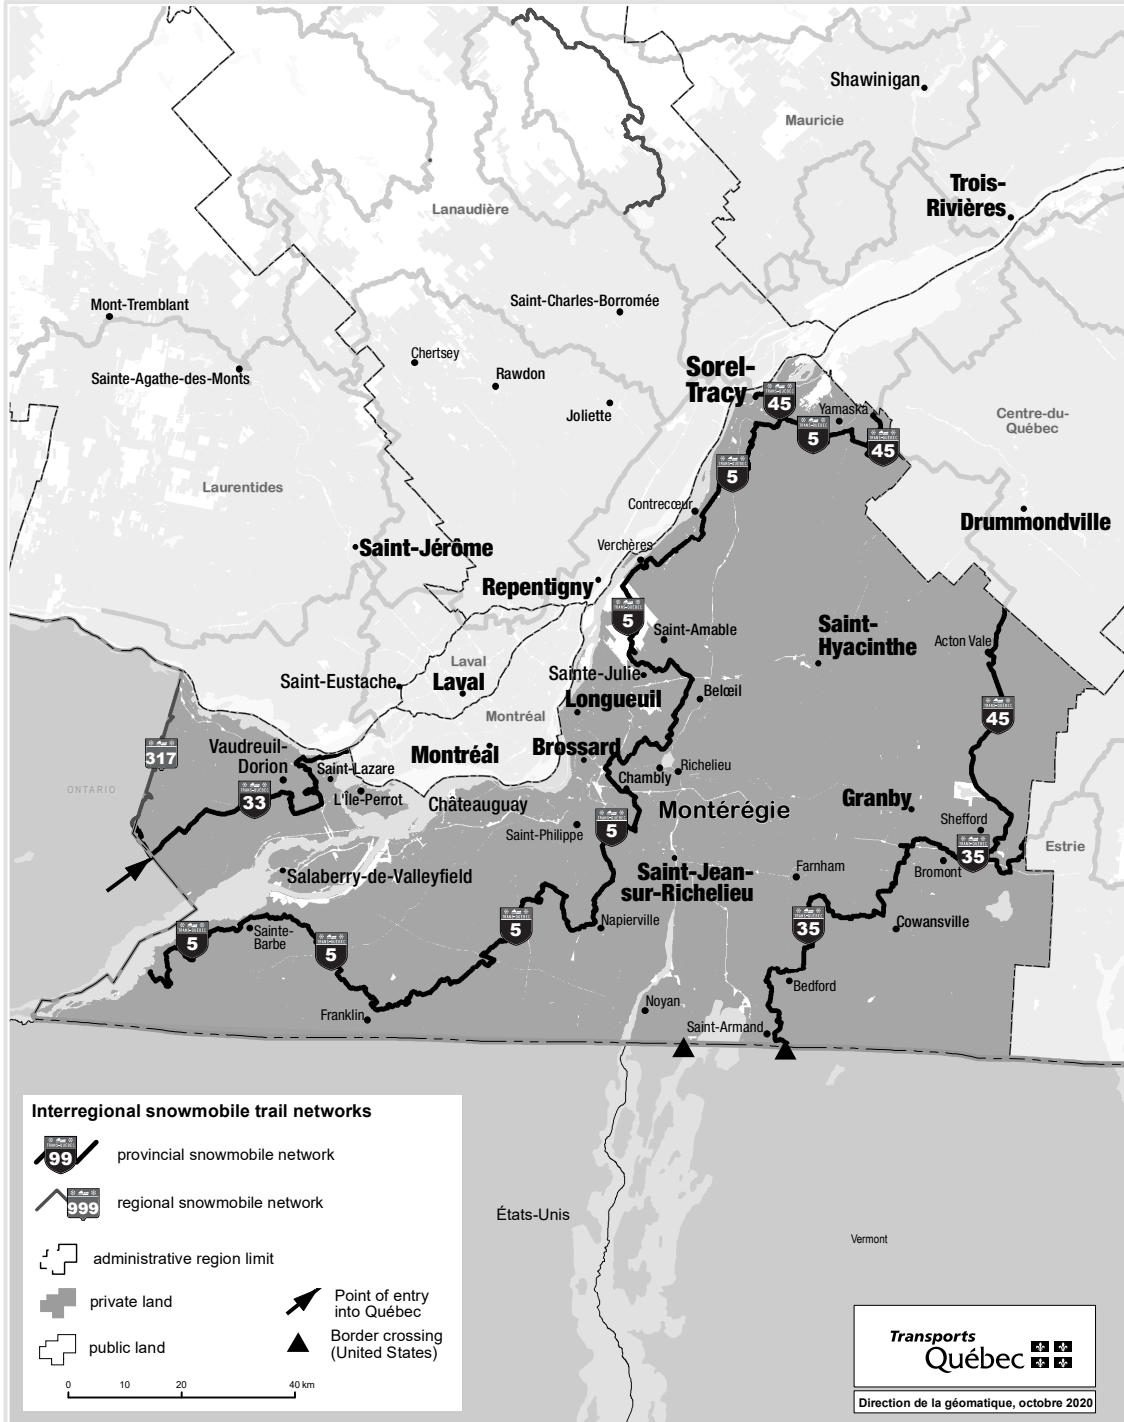 Shawinigan
Mauricie
Trois-
Rivières
Lanaudière
Mont-Tremblant
Saint-Charles-Borromée
Sainte-Agathe-des-Monts
Chertsey
Rawdon
Joliette
Sorel-
Tracy
45
Yamaska
5
45
5
Centre-du-
Québec
Laurentides
Contrecœur
Drummondville
Saint-Jérôme
Verchères
Repentigny
5
Saint-Amable
Saint-
Hyacinthe
Acton Vale
Laval
Laval
Saint-Eustache
Sainte-Julie
Belœil
Longueuil
Montréal
45
317
Vaudreuil-
Dorion
Montréal
Brossard
Saint-Lazare
Chambly
Richelieu
ONTARIO
33
L'Île-Perrot
Châteauguay
Montérégie
Granby
Saint-Philippe
5
Shefford
Estrie
35
Bromont
Salaberry-de-Valleyfield
Saint-Jean-
sur-Richelieu
Farnham
5
Sainte-
Barbe
5
5
Napierville
35
Cowansville
Bedford
Franklin
Noyan
Saint-Armand
Interregional snowmobile trail networks
TRANS-QUÉBEC
99
provincial snowmobile network
999
regional snowmobile network
administrative region limit
private land
Point of entry
into Québec
public land
Border crossing
(United States)
0 10 20 40 km
États-Unis
Vermont
Transports
Québec
Direction de la géomatique, octobre 2020